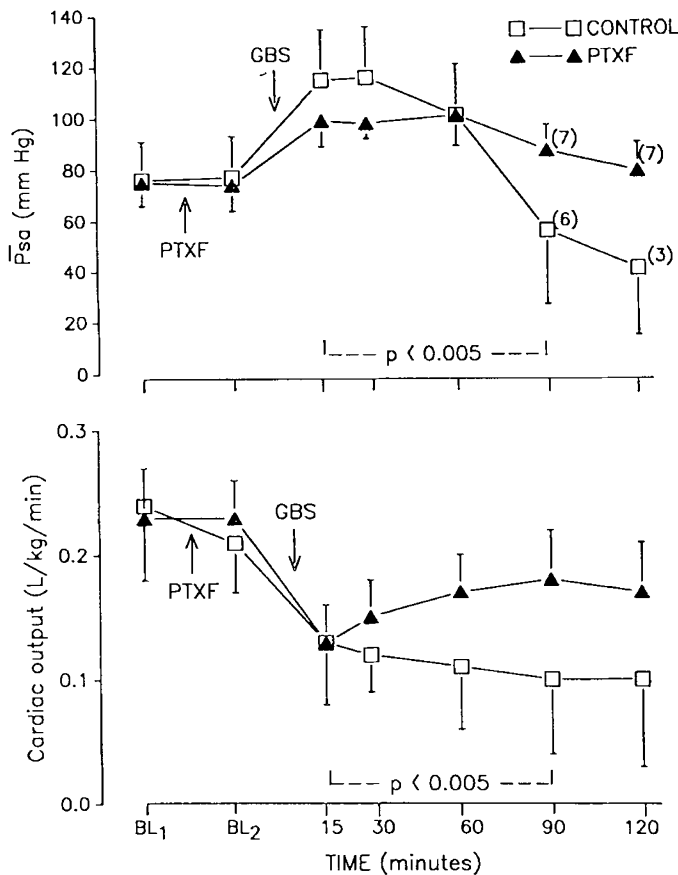 CONTROL
PTXF
140
120
100
80
60
40
20
0
P̅sa (mm Hg)
GBS
PTXF
(7)
(7)
(6)
(3)
p < 0.005
0.3
0.2
0.1
0.0
Cardiac output (L/kg/min)
GBS
PTXF
p < 0.005
BL₁ BL₂ 15 30 60 90 120
TIME (minutes)